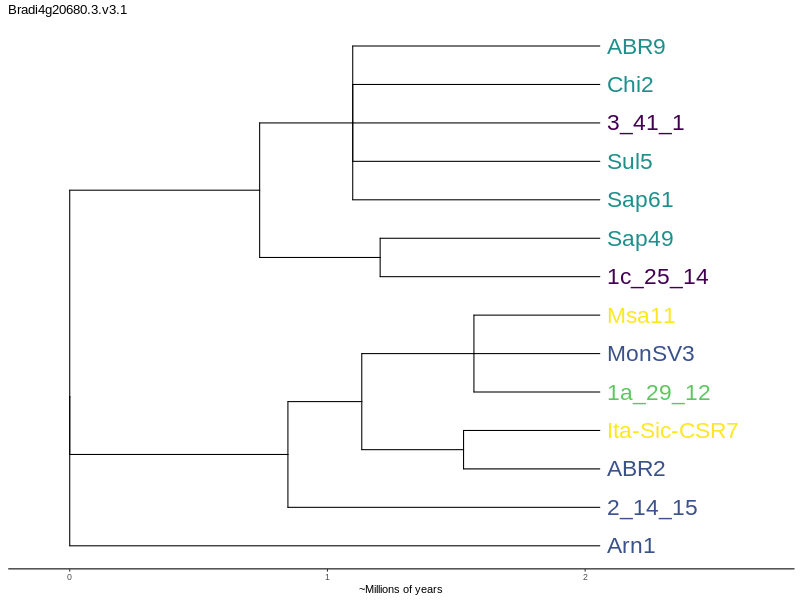 Bradi4g20680.3.v3.1
ABR9
Chi2
3_41_1
Sul5
Sap61
Sap49
1c_25_14
Msa11
MonSV3
1a_29_12
Ita-Sic-CSR7
ABR2
2_14_15
Arn1
0 1 2
~Millions of years